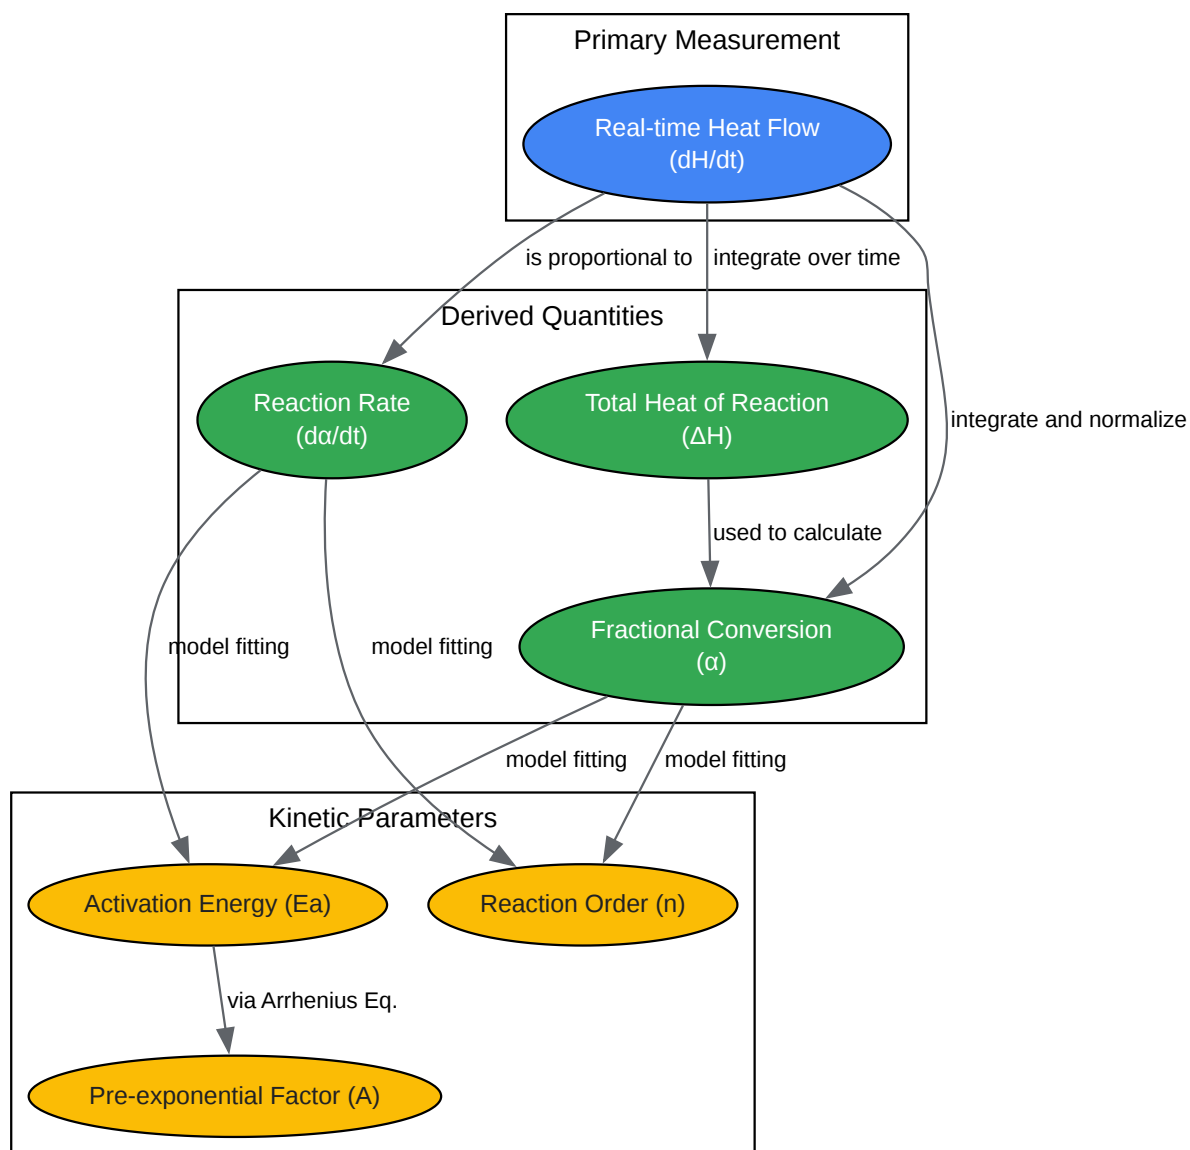 Primary Measurement
Real-time Heat Flow
(dH/dt)
is proportional to
integrate over time
Derived Quantities
Reaction Rate
(dα/dt)
Total Heat of Reaction
(ΔH)
integrate and normalize
used to calculate
Fractional Conversion
(α)
model fitting
model fitting
model fitting
model fitting
Kinetic Parameters
Activation Energy (Ea)
Reaction Order (n)
via Arrhenius Eq.
Pre-exponential Factor (A)